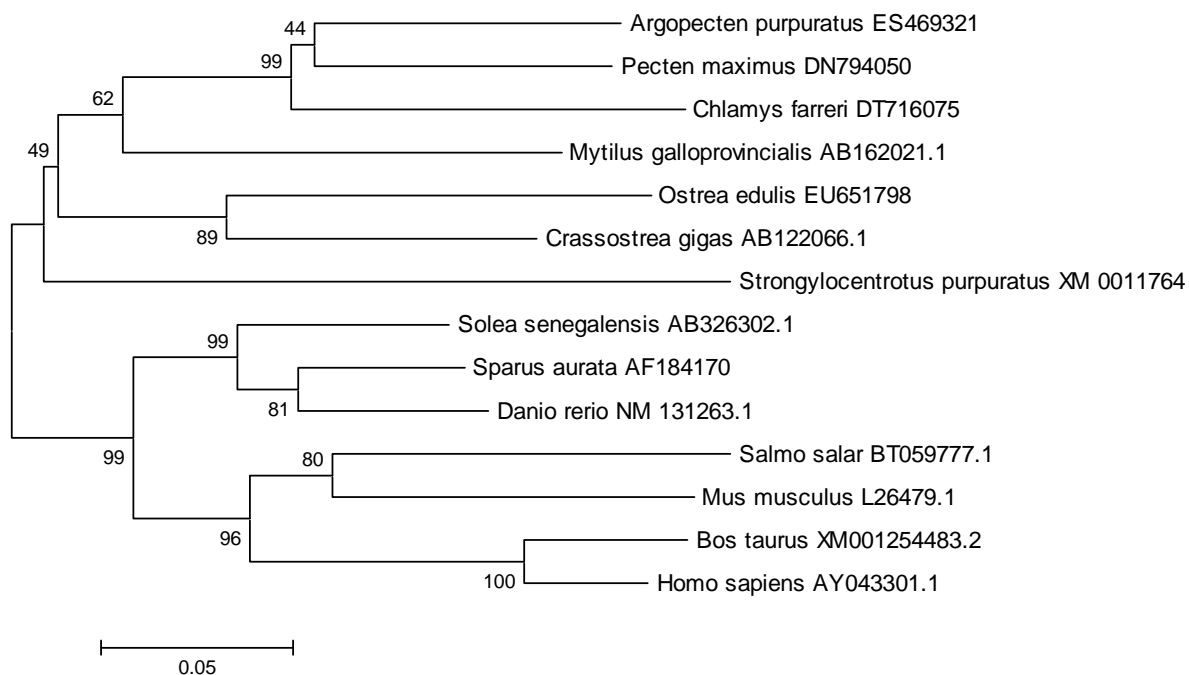 44
Argopecten purpuratus ES469321
99
Pecten maximus DN794050
62
Chlamys farreri DT716075
49
Mytilus galloprovincialis AB162021.1
Ostrea edulis EU651798
89
Crassostrea gigas AB122066.1
Strongylocentrotus purpuratus XM 0011764
99
Solea senegalensis AB326302.1
Sparus aurata AF184170
81
Danio rerio NM 131263.1
99
80
Salmo salar BT059777.1
Mus musculus L26479.1
96
Bos taurus XM001254483.2
100
Homo sapiens AY043301.1
0.05